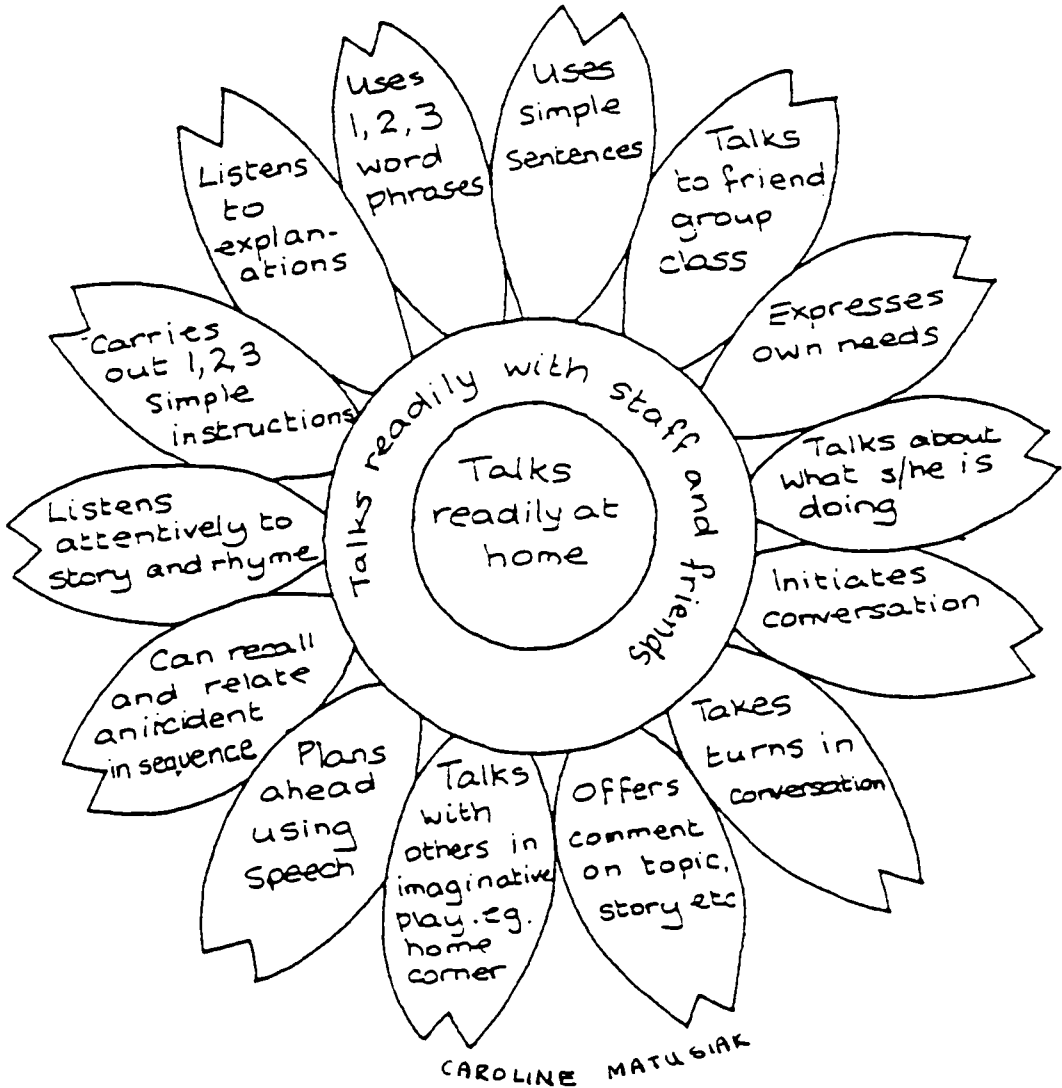 Talks
readily at
home
Talks readily with staff and friends
Uses
1, 2, 3
word
phrases
Uses
simple
sentences
Talks
to friend
group
class
Expresses
own needs
Talks about
what s/he is
doing
Initiates
conversation
Takes
turns in
conversation
Offers
comment
on topic,
story etc
Talks
with
others in
imaginative
play. eg.
home
corner
Plans
ahead
using
speech
Can recall
and relate
an incident
in sequence
Listens
attentively to
story and rhyme
Carries
out 1, 2, 3
simple
instructions
Listens
to
explan-
ations
CAROLINE MATUSIAK